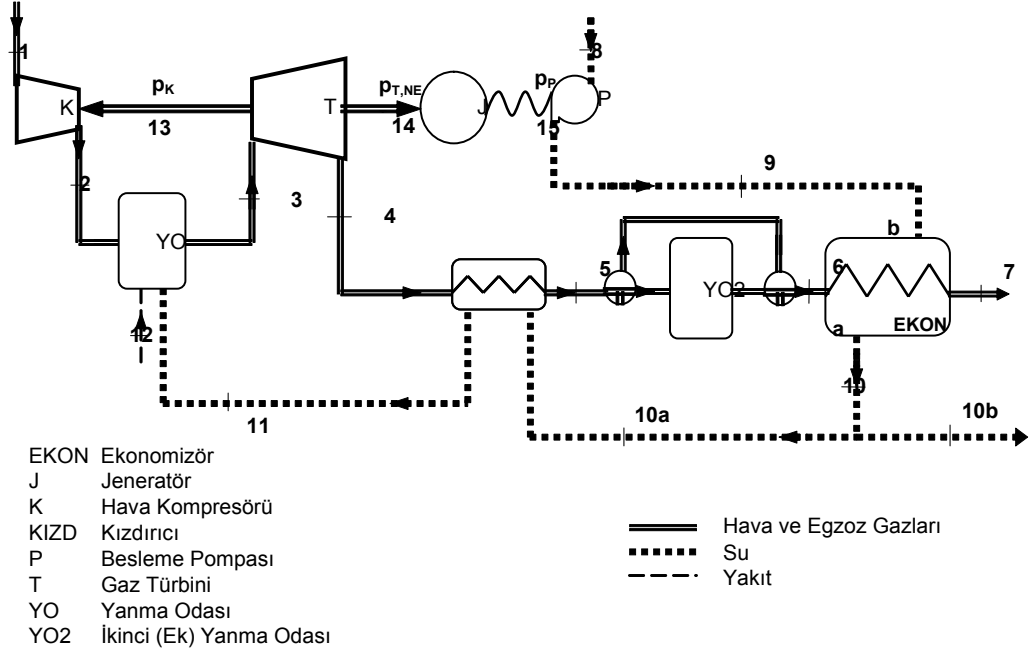 1
8
pK
pT,NE
pP
K
T
J
P
13
14
15
2
3
4
9
b
YO
5
YO2
6
7
a
EKON
12
10
11
10a
10b
EKON Ekonomizör
J Jeneratör
K Hava Kompresörü
KIZD Kızdırıcı
P Besleme Pompası
T Gaz Türbini
YO Yanma Odası
YO2 İkinci (Ek) Yanma Odası
Hava ve Egzoz Gazları
Su
Yakıt